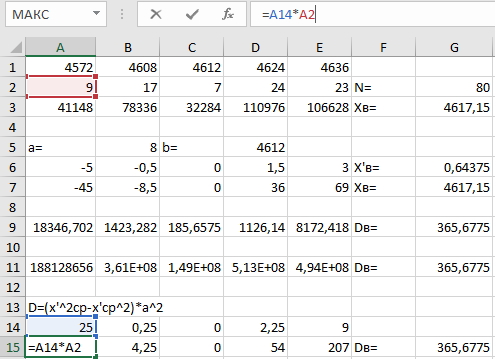 МАКС fx =A14*A2
A B C D E F G
1 4572 4608 4612 4624 4636
2 9 17 7 24 23 N= 80
3 41148 78336 32284 110976 106628 Xв= 4617,15
4
5 a= 8 b= 4612
6 -5 -0,5 0 1,5 3 X'в= 0,64375
7 -45 -8,5 0 36 69 Xв= 4617,15
8
9 18346,702 1423,282 185,6575 1126,14 8172,418 Dв= 365,6775
10
11 188128656 3,61E+08 1,49E+08 5,13E+08 4,94E+08 Dв= 365,6775
12
13 D=(x'^2ср-x'ср^2)*a^2
14 25 0,25 0 2,25 9
15 =A14*A2 4,25 0 54 207 Dв= 365,6775